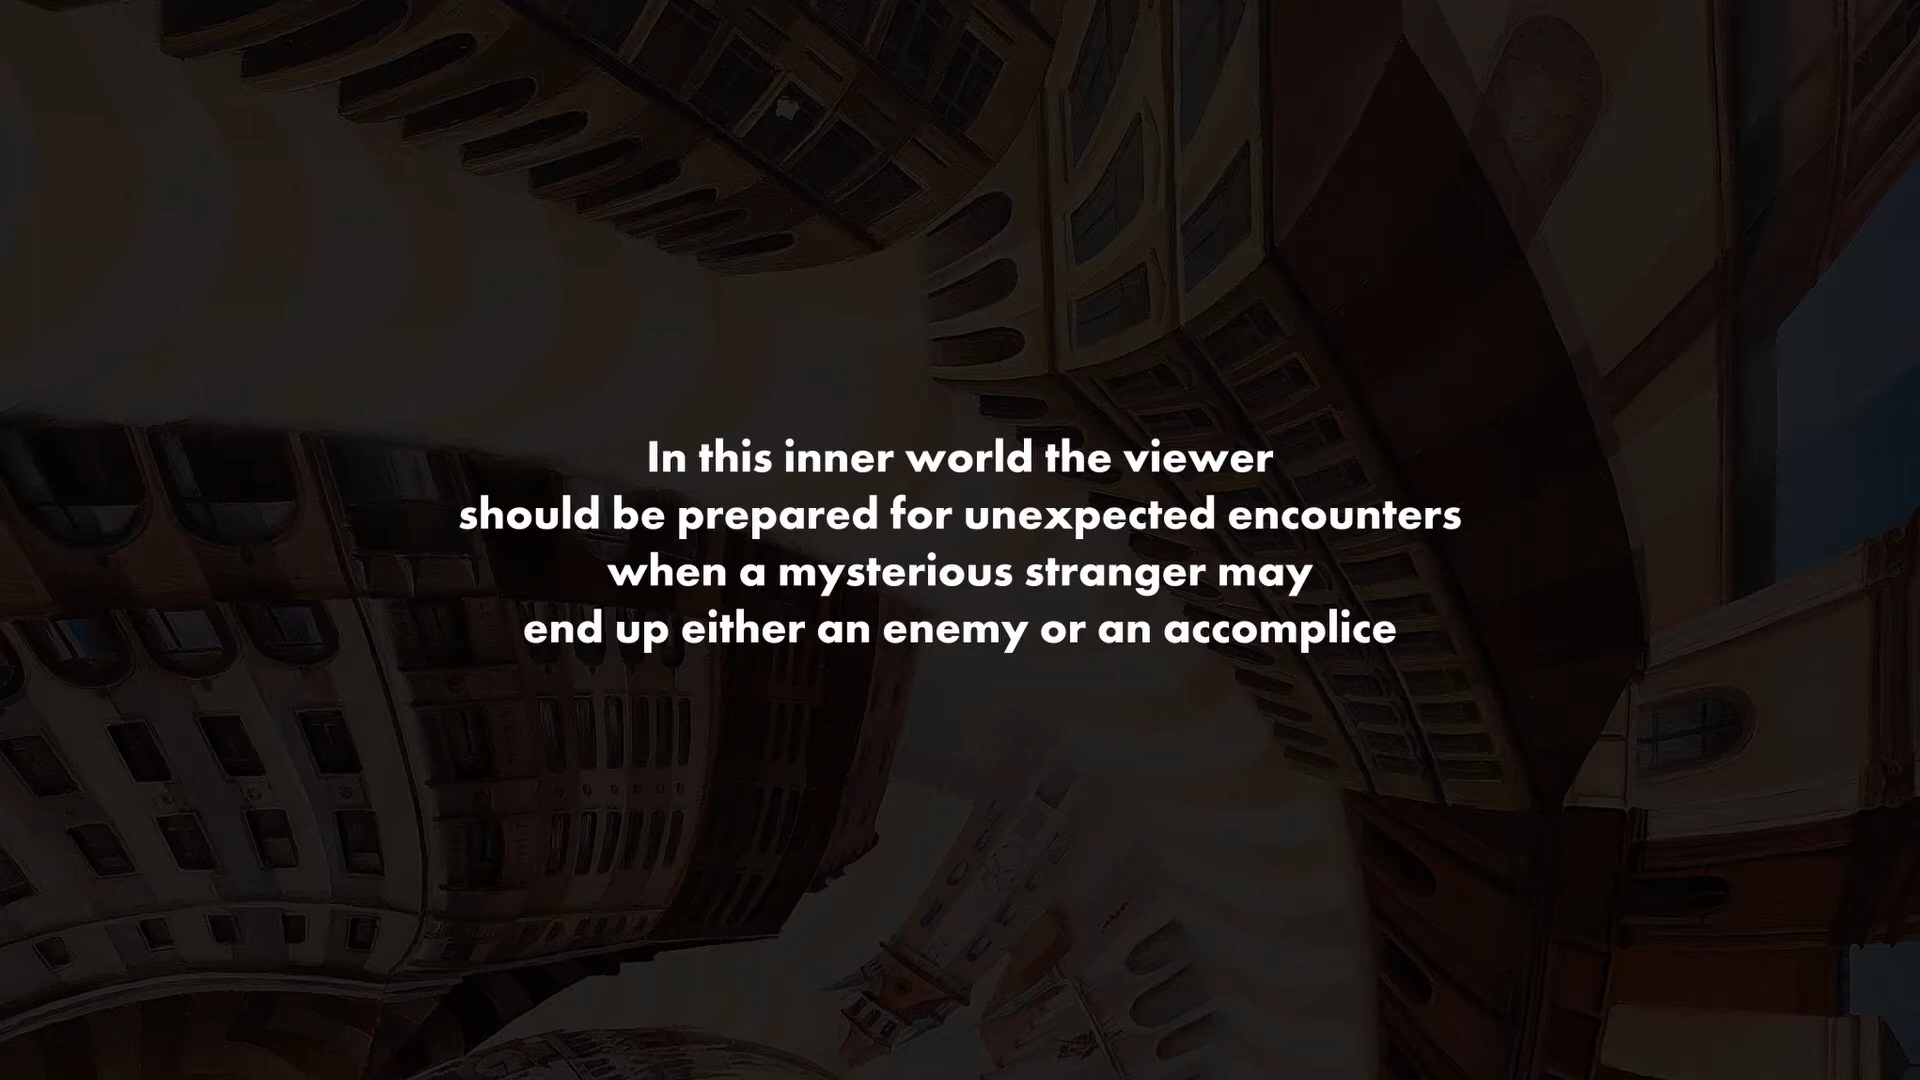 In this inner world the viewer
should be prepared for unexpected encounters
when a mysterious stranger may
end up either an enemy or an accomplice